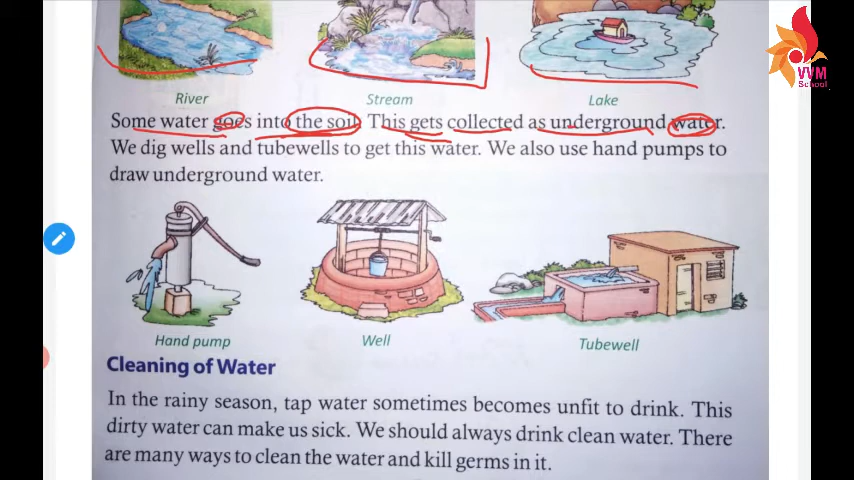 VVM
School
River
Stream
Lake
Some water goes into the soil. This gets collected as underground water.
We dig wells and tubewells to get this water. We also use hand pumps to
draw underground water.
Hand pump
Well
Tubewell
Cleaning of Water
In the rainy season, tap water sometimes becomes unfit to drink. This
dirty water can make us sick. We should always drink clean water. There
are many ways to clean the water and kill germs in it.